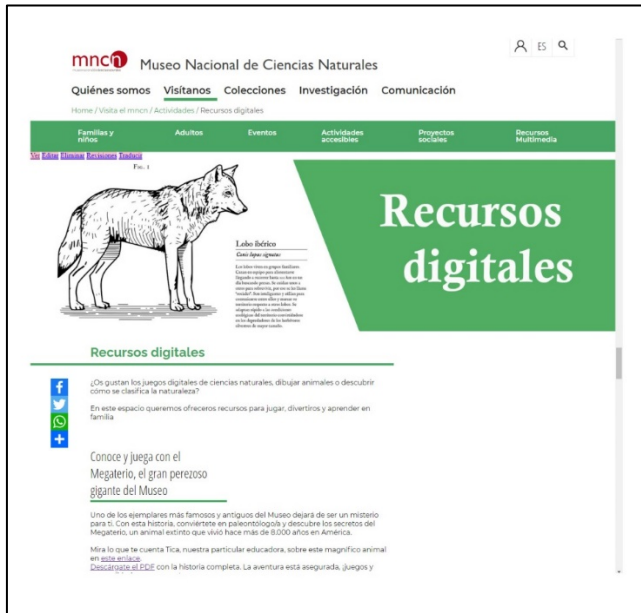 mncn Museo Nacional de Ciencias Naturales
ES
Quiénes somos Visítanos Colecciones Investigación Comunicación
Home / Visita el mncn / Actividades / Recursos digitales
Familias y niños Adultos Eventos Actividades accesibles Proyectos sociales Recursos Multimedia
Ver Editar Eliminar Revisiones Traducir
Fig. 1
Lobo ibérico
Canis lupus signatus
Recursos
digitales
Recursos digitales
¿Os gustan los juegos digitales de ciencias naturales, dibujar animales o descubrir
cómo se clasifica la naturaleza?
En este espacio queremos ofreceros recursos para jugar, divertiros y aprender en
familia
Conoce y juega con el
Megaterio, el gran perezoso
gigante del Museo
Uno de los ejemplares más famosos y antiguos del Museo dejará de ser un misterio
para ti. Con esta historia, conviértete en paleontólogo/a y descubre los secretos del
Megaterio, un animal extinto que vivió hace más de 8.000 años en América.
Mira lo que te cuenta Tica, nuestra particular educadora, sobre este magnífico animal
en este enlace.
Descárgate el PDF con la historia completa. La aventura está asegurada, ¡juegos y